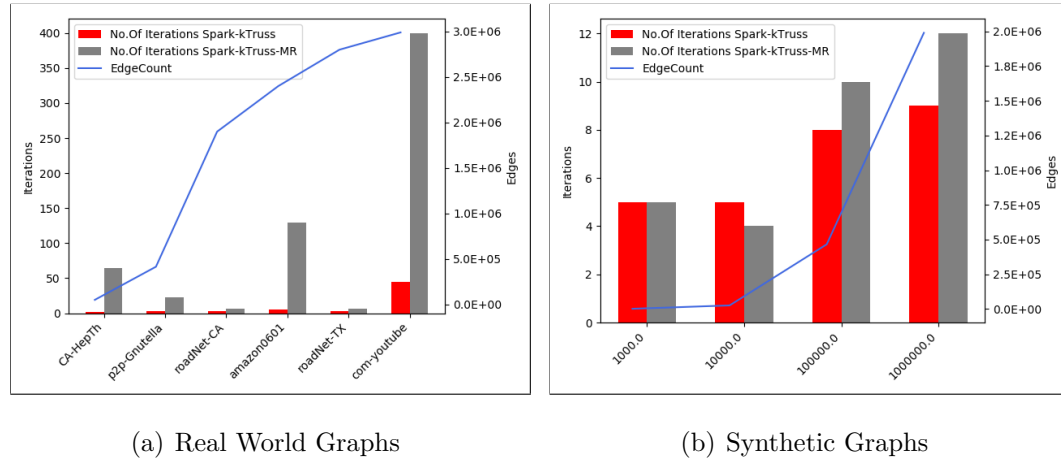 No.Of Iterations Spark-kTruss
No.Of Iterations Spark-kTruss-MR
EdgeCount
400
350
300
250
200
150
100
50
0
Iterations
3.0E+06
2.5E+06
2.0E+06
1.5E+06
1.0E+06
5.0E+05
0.0E+00
Edges
CA-HepTh
p2p-Gnutella
roadNet-CA
amazon0601
roadNet-TX
com-youtube
(a) Real World Graphs
No.Of Iterations Spark-kTruss
No.Of Iterations Spark-kTruss-MR
EdgeCount
12
10
8
6
4
2
0
Iterations
2.0E+06
1.8E+06
1.5E+06
1.2E+06
1.0E+06
7.5E+05
5.0E+05
2.5E+05
0.0E+00
Edges
1000.0
10000.0
100000.0
1000000.0
(b) Synthetic Graphs